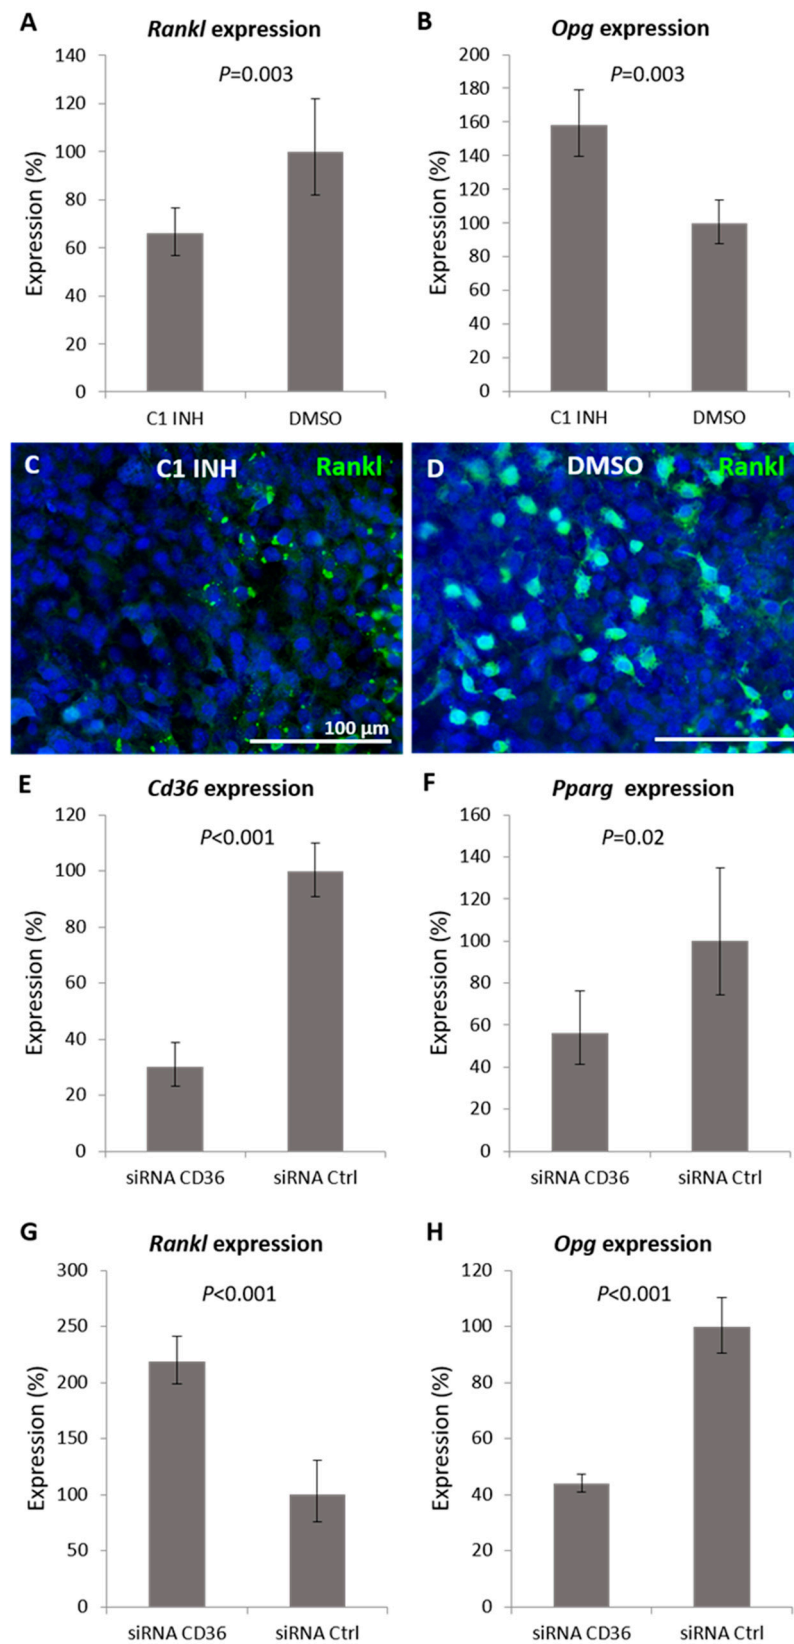 A
Rankl expression
P=0.003
Expression (%)
140
120
100
80
60
40
20
0
C1 INH
DMSO
B
Opg expression
P=0.003
Expression (%)
200
180
160
140
120
100
80
60
40
20
0
C1 INH
DMSO
C
C1 INH
Rankl
100 µm
D
DMSO
Rankl
E
Cd36 expression
P<0.001
Expression (%)
120
100
80
60
40
20
0
siRNA CD36
siRNA Ctrl
F
Pparg expression
P=0.02
Expression (%)
160
140
120
100
80
60
40
20
0
siRNA CD36
siRNA Ctrl
G
Rankl expression
P<0.001
Expression (%)
300
250
200
150
100
50
0
siRNA CD36
siRNA Ctrl
H
Opg expression
P<0.001
Expression (%)
120
100
80
60
40
20
0
siRNA CD36
siRNA Ctrl